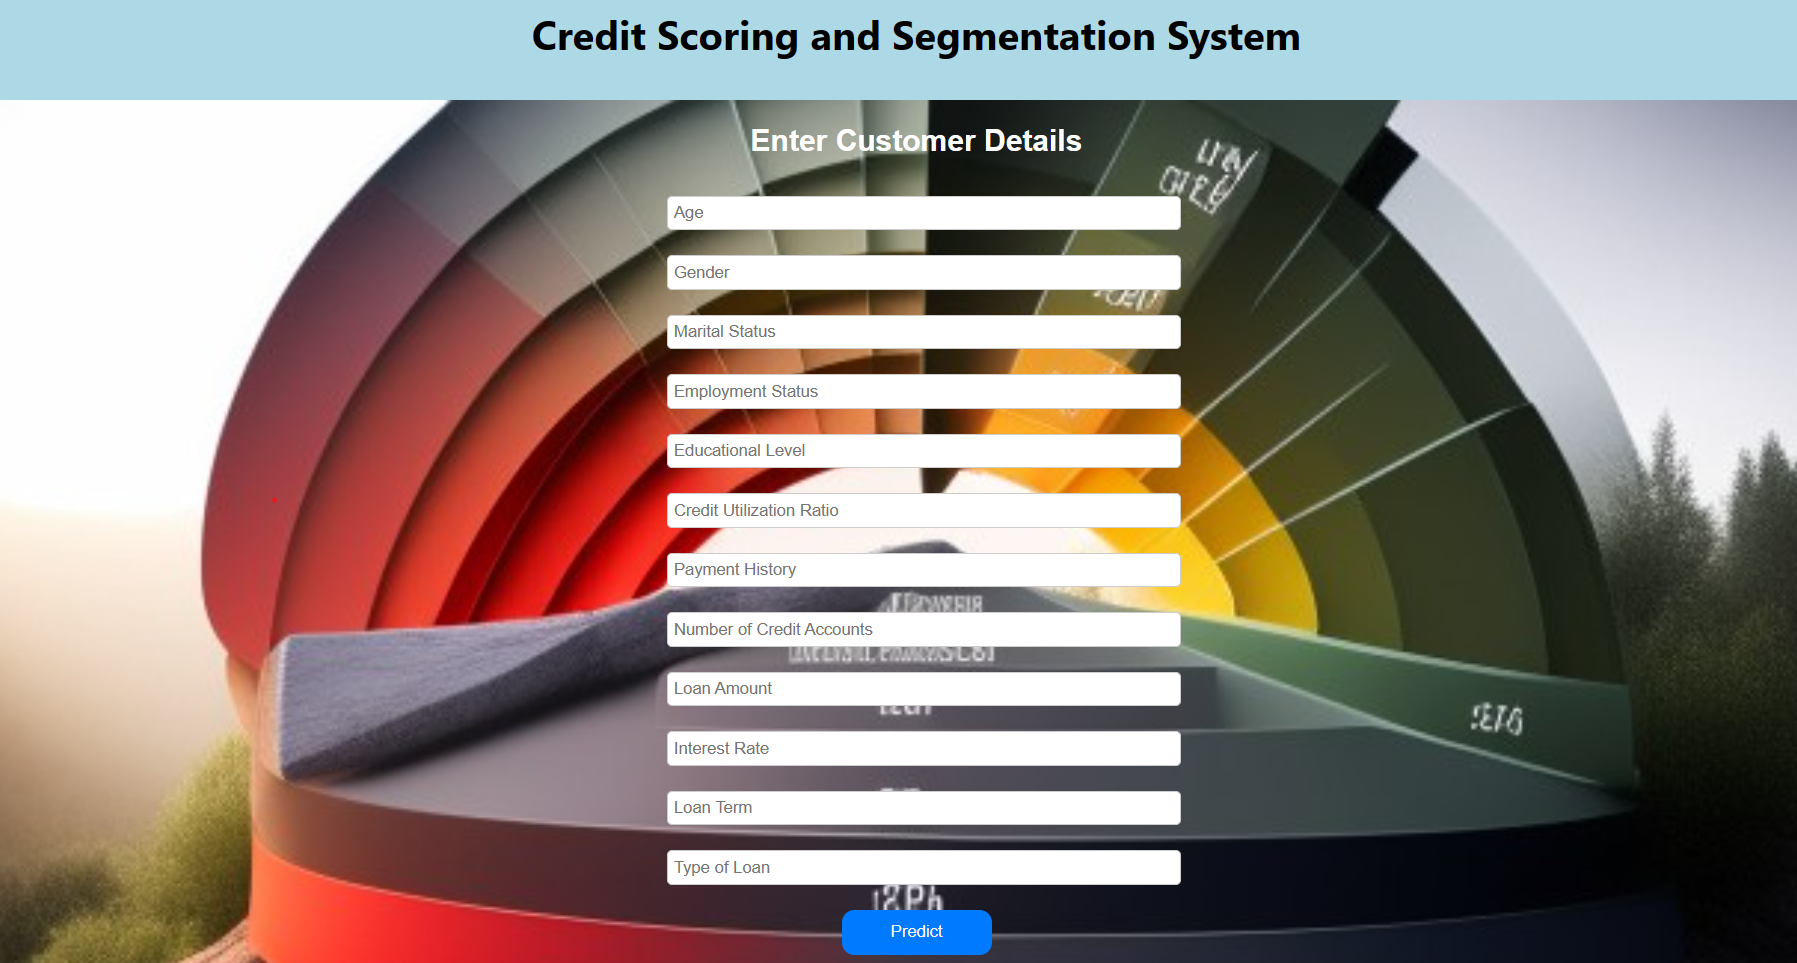 Credit Scoring and Segmentation System
Enter Customer Details
Age
Gender
Marital Status
Employment Status
Educational Level
Credit Utilization Ratio
Payment History
Number of Credit Accounts
Loan Amount
Interest Rate
Loan Term
Type of Loan
Predict